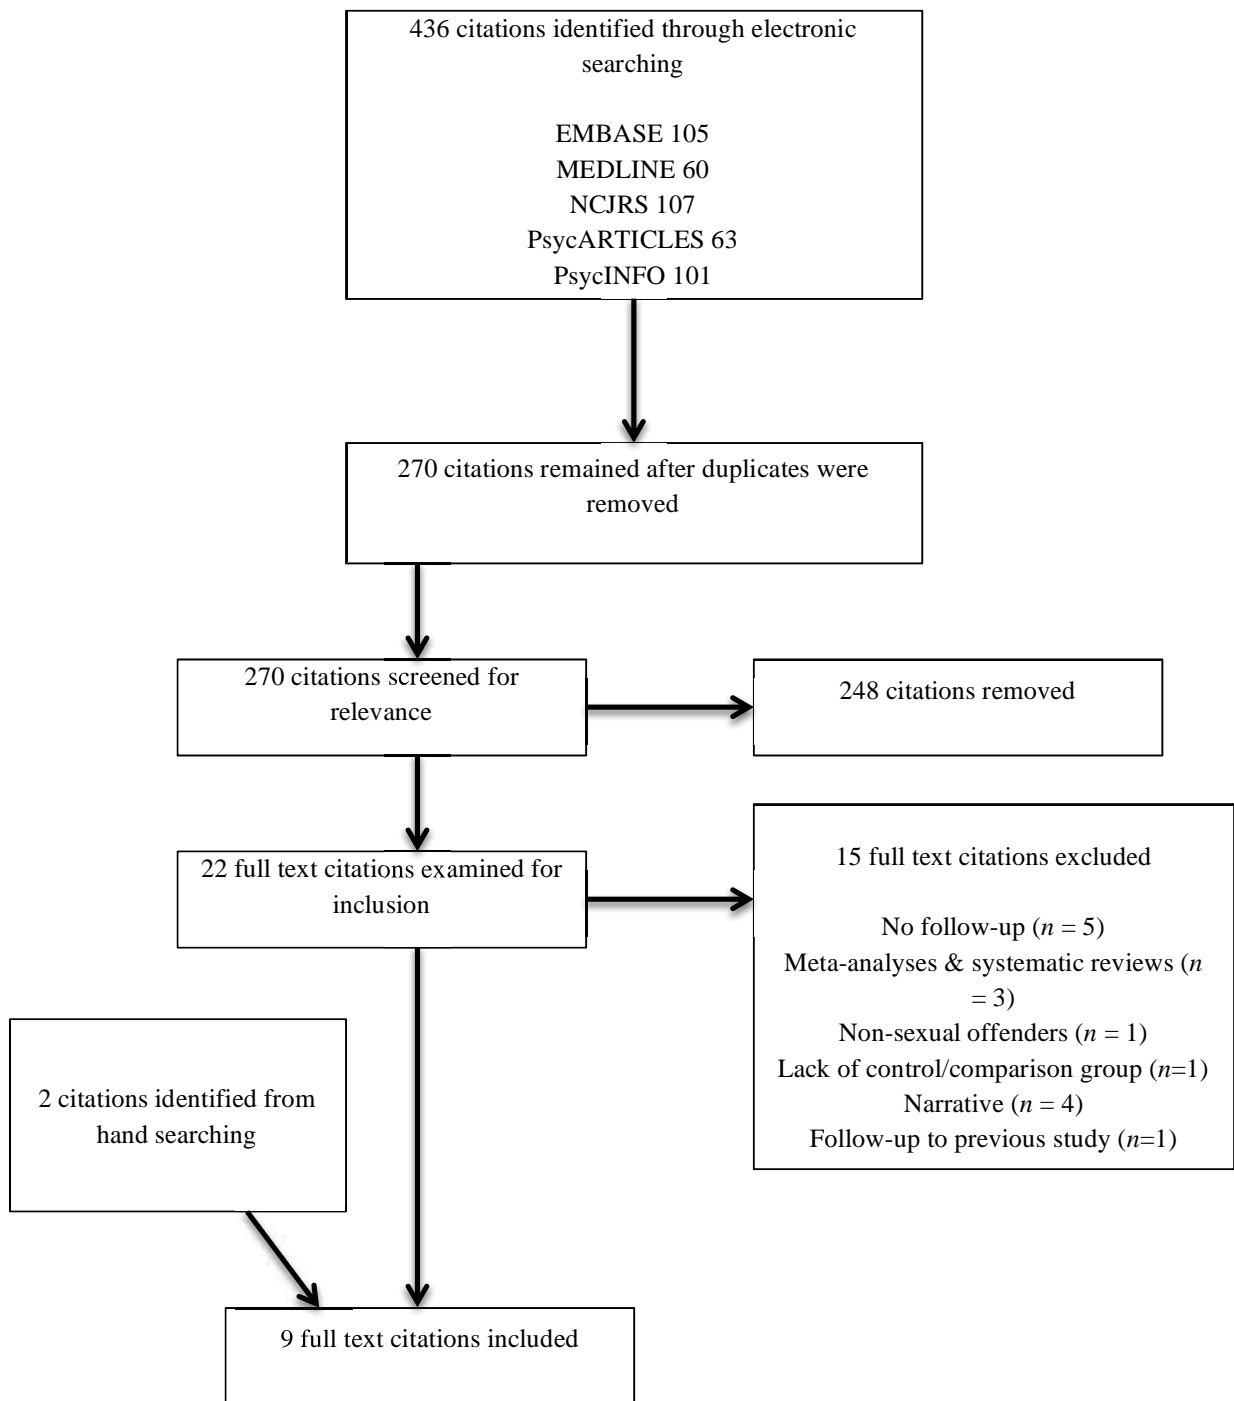 436 citations identified through electronic
searching
EMBASE 105
MEDLINE 60
NCJRS 107
PsycARTICLES 63
PsycINFO 101
270 citations remained after duplicates were
removed
270 citations screened for
relevance
248 citations removed
22 full text citations examined for
inclusion
15 full text citations excluded
No follow-up (n = 5)
Meta-analyses & systematic reviews (n
= 3)
Non-sexual offenders (n = 1)
Lack of control/comparison group (n=1)
Narrative (n = 4)
Follow-up to previous study (n=1)
2 citations identified from
hand searching
9 full text citations included